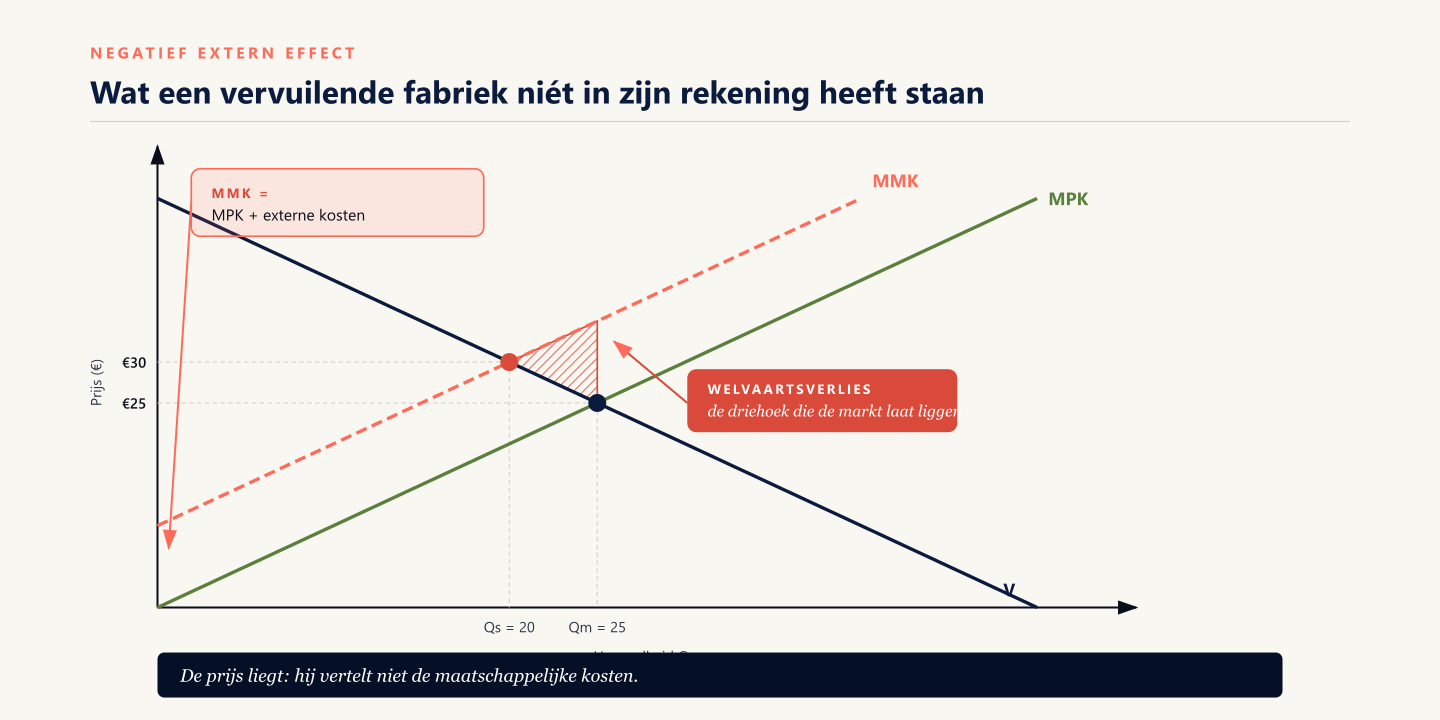 NEGATIEF EXTERN EFFECT
Wat een vervuilende fabriek niét in zijn rekening heeft staan
MMK =
MPK + externe kosten
MMK
MPK
€30
€25
Prijs (€)
WELVAARTSVERLIES
de driehoek die de markt laat liggen
V
Qs = 20
Qm = 25
De prijs liegt: hij vertelt niet de maatschappelijke kosten.